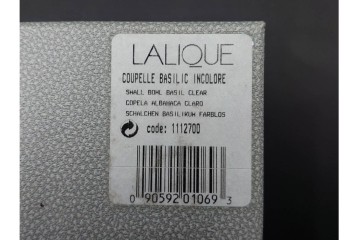 LALIQUE
COUPELLE BASILIC INCOLORE
SMALL BOWL BASIL CLEAR
COPELA ALBAHACA CLARO
SCHALCHEN BASILIKUM FARBLOS
code: 1112700
0 90592 01069 3